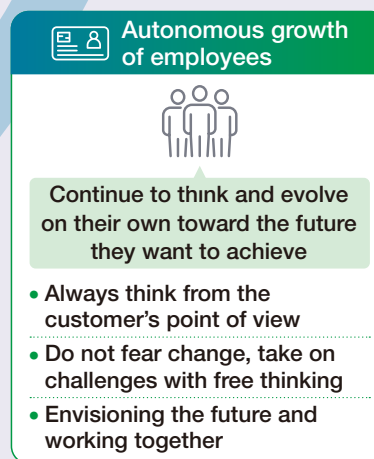 Autonomous growth
of employees
Continue to think and evolve
on their own toward the future
they want to achieve
• Always think from the
customer's point of view
• Do not fear change, take on
challenges with free thinking
• Envisioning the future and
working together